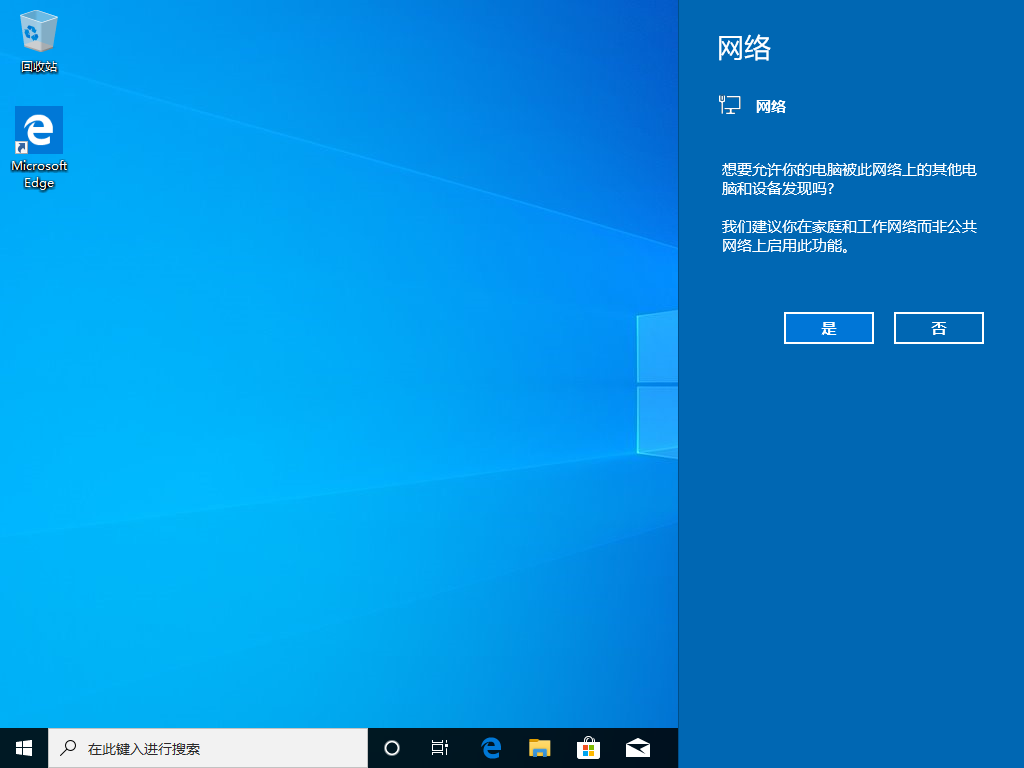 回收站
Microsoft
Edge
网络
网络
想要允许你的电脑被此网络上的其他电
脑和设备发现吗?
我们建议你在家庭和工作网络而非公共
网络上启用此功能。
是
否
在此键入进行搜索